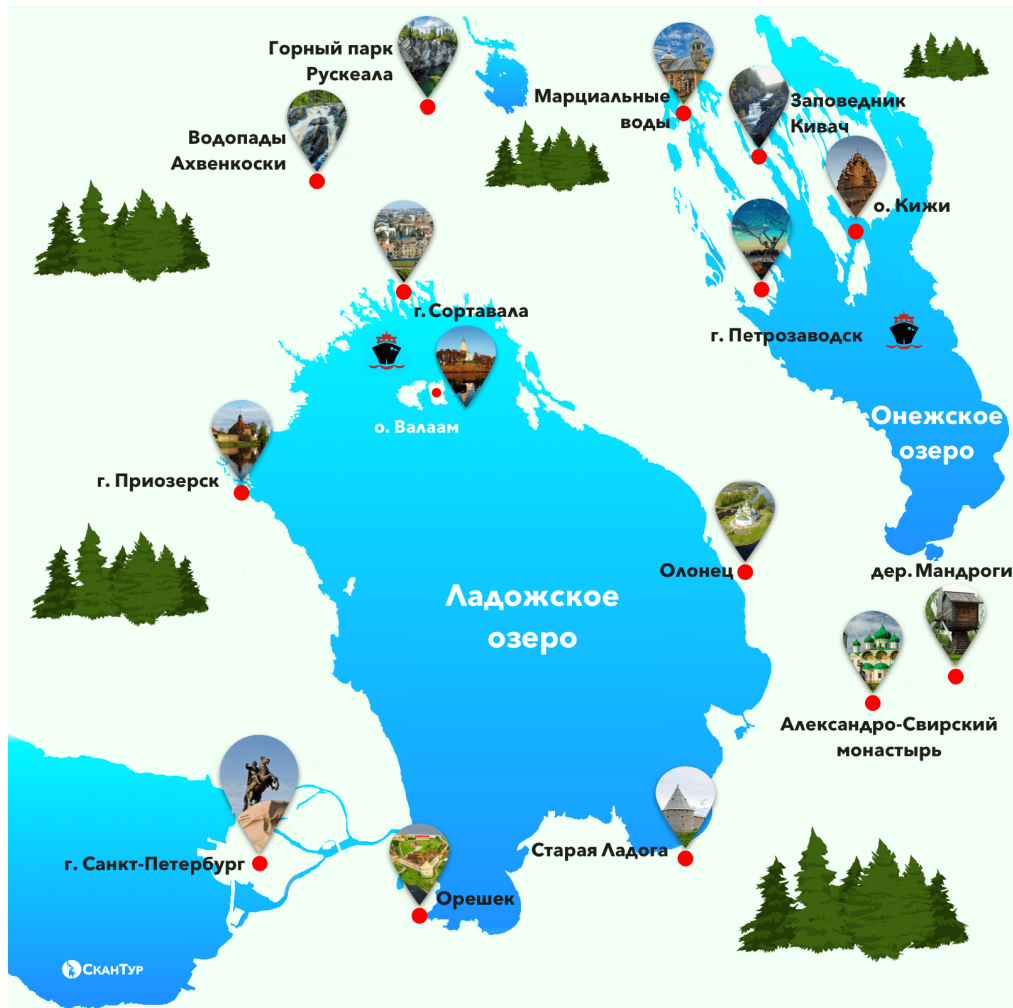 Горный парк
Рускеала
Марциальные
воды
Заповедник
Кивач
Водопады
Ахвенкоски
о. Кижи
г. Сортавала
г. Петрозаводск
о. Валаам
Онежское
озеро
г. Приозерск
Олонец
дер. Мандроги
Ладожское
озеро
Александро-Свирский
монастырь
Старая Ладога
г. Санкт-Петербург
Орешек
СканТур